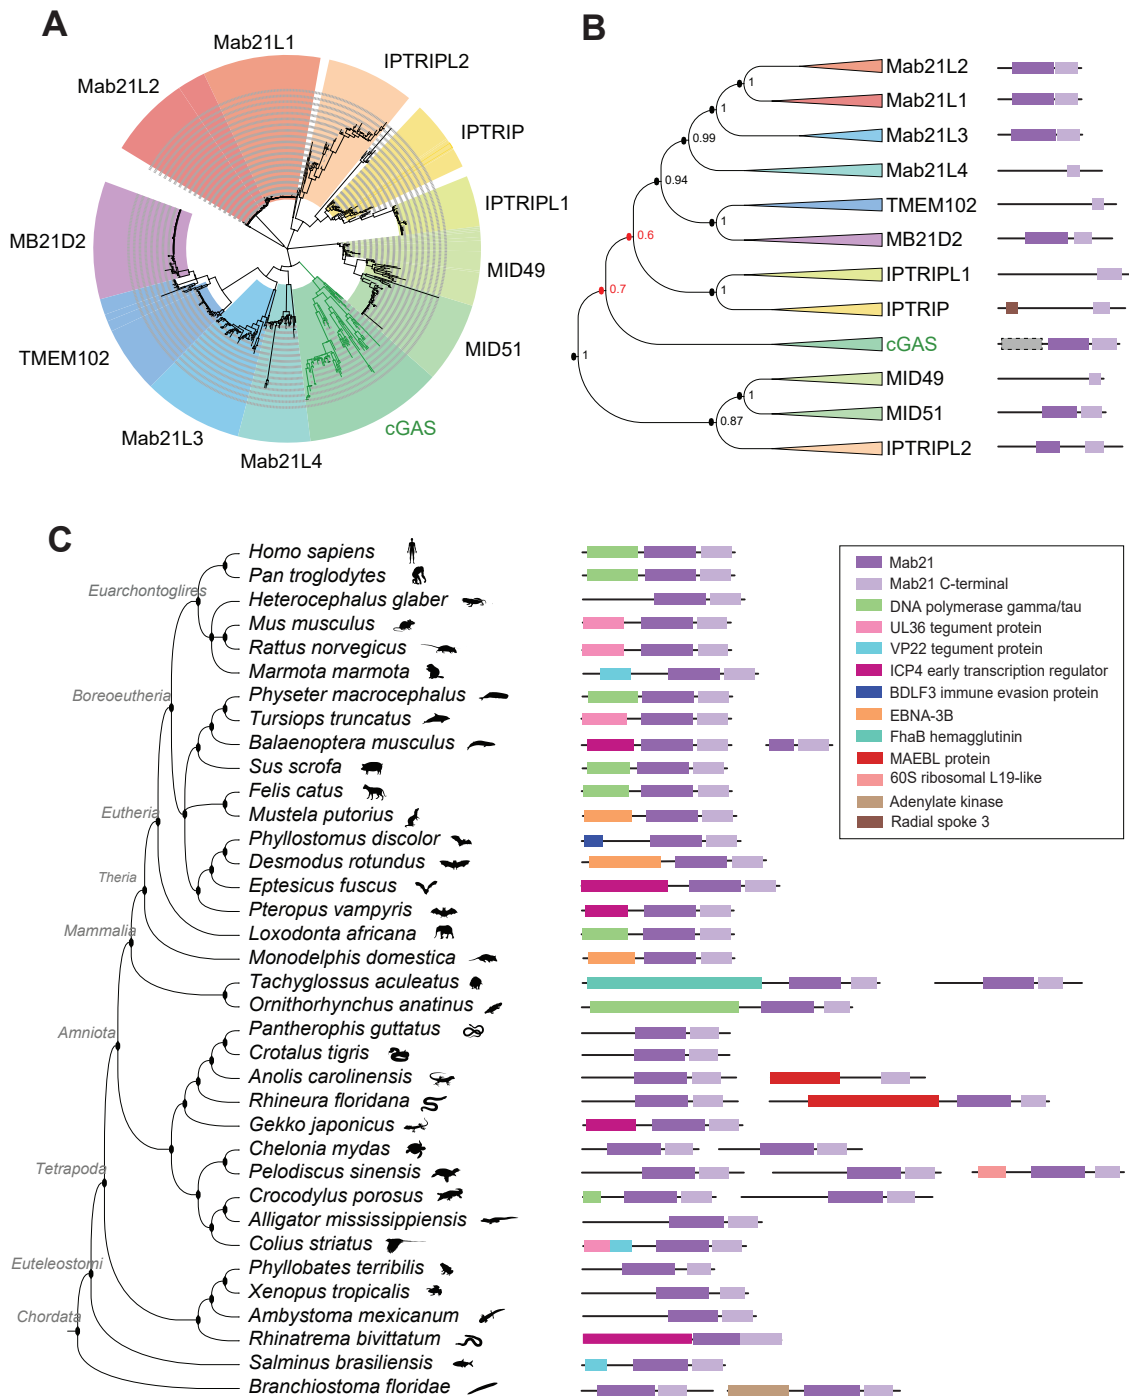 A
Mab21L1
Mab21L2
IPTRIPL2
IPTRIP
IPTRIPL1
MB21D2
MID49
TMEM102
MID51
Mab21L3
cGAS
Mab21L4
B
Mab21L2
1
Mab21L1
1
Mab21L3
0.99
Mab21L4
0.94
TMEM102
1
MB21D2
0.6
IPTRIPL1
0.7
1
IPTRIP
cGAS
1
MID49
1
MID51
0.87
IPTRIPL2
C
Homo sapiens
Pan troglodytes
Euarchontoglires
Heterocephalus glaber
Mus musculus
Rattus norvegicus
Marmota marmota
Boreoeutheria
Physeter macrocephalus
Tursiops truncatus
Balaenoptera musculus
Sus scrofa
Felis catus
Eutheria
Mustela putorius
Phyllostomus discolor
Desmodus rotundus
Theria
Eptesicus fuscus
Pteropus vampyris
Mammalia
Loxodonta africana
Monodelphis domestica
Tachyglossus aculeatus
Ornithorhynchus anatinus
Amniota
Pantherophis guttatus
Crotalus tigris
Anolis carolinensis
Rhineura floridana
Gekko japonicus
Chelonia mydas
Tetrapoda
Pelodiscus sinensis
Crocodylus porosus
Alligator mississippiensis
Colius striatus
Euteleostomi
Phyllobates terribilis
Xenopus tropicalis
Chordata
Ambystoma mexicanum
Rhinatrema bivittatum
Salminus brasiliensis
Branchiostoma floridae
Mab21
Mab21 C-terminal
DNA polymerase gamma/tau
UL36 tegument protein
VP22 tegument protein
ICP4 early transcription regulator
BDLF3 immune evasion protein
EBNA-3B
FhaB hemagglutinin
MAEBL protein
60S ribosomal L19-like
Adenylate kinase
Radial spoke 3